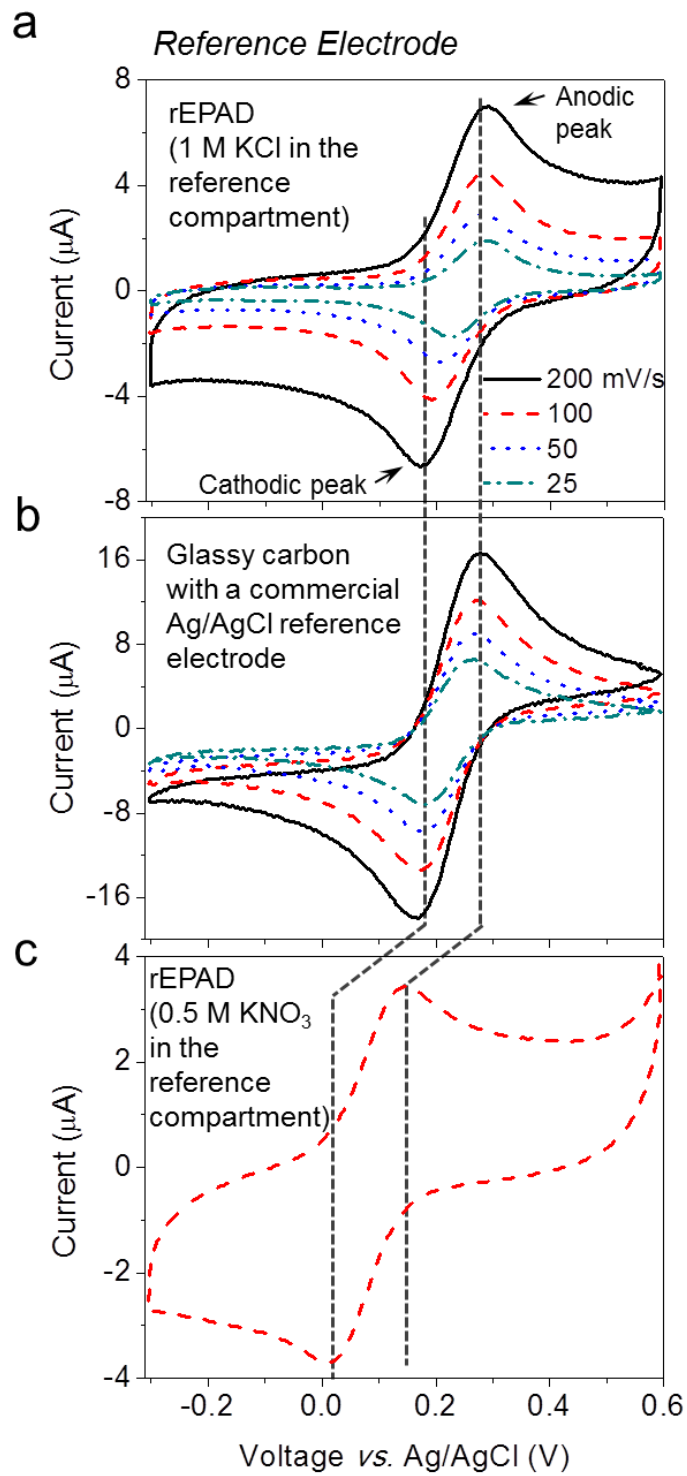 a
Reference Electrode
8
4
0
-4
-8
Current (μA)
rEPAD
(1 M KCl in the
reference
compartment)
Anodic
peak
Cathodic peak
200 mV/s
100
50
25
b
16
8
0
-8
-16
Current (μA)
Glassy carbon
with a commercial
Ag/AgCl reference
electrode
c
4
2
0
-2
-4
Current (μA)
rEPAD
(0.5 M KNO₃
in the
reference
compartment)
-0.2 0.0 0.2 0.4 0.6
Voltage vs. Ag/AgCl (V)